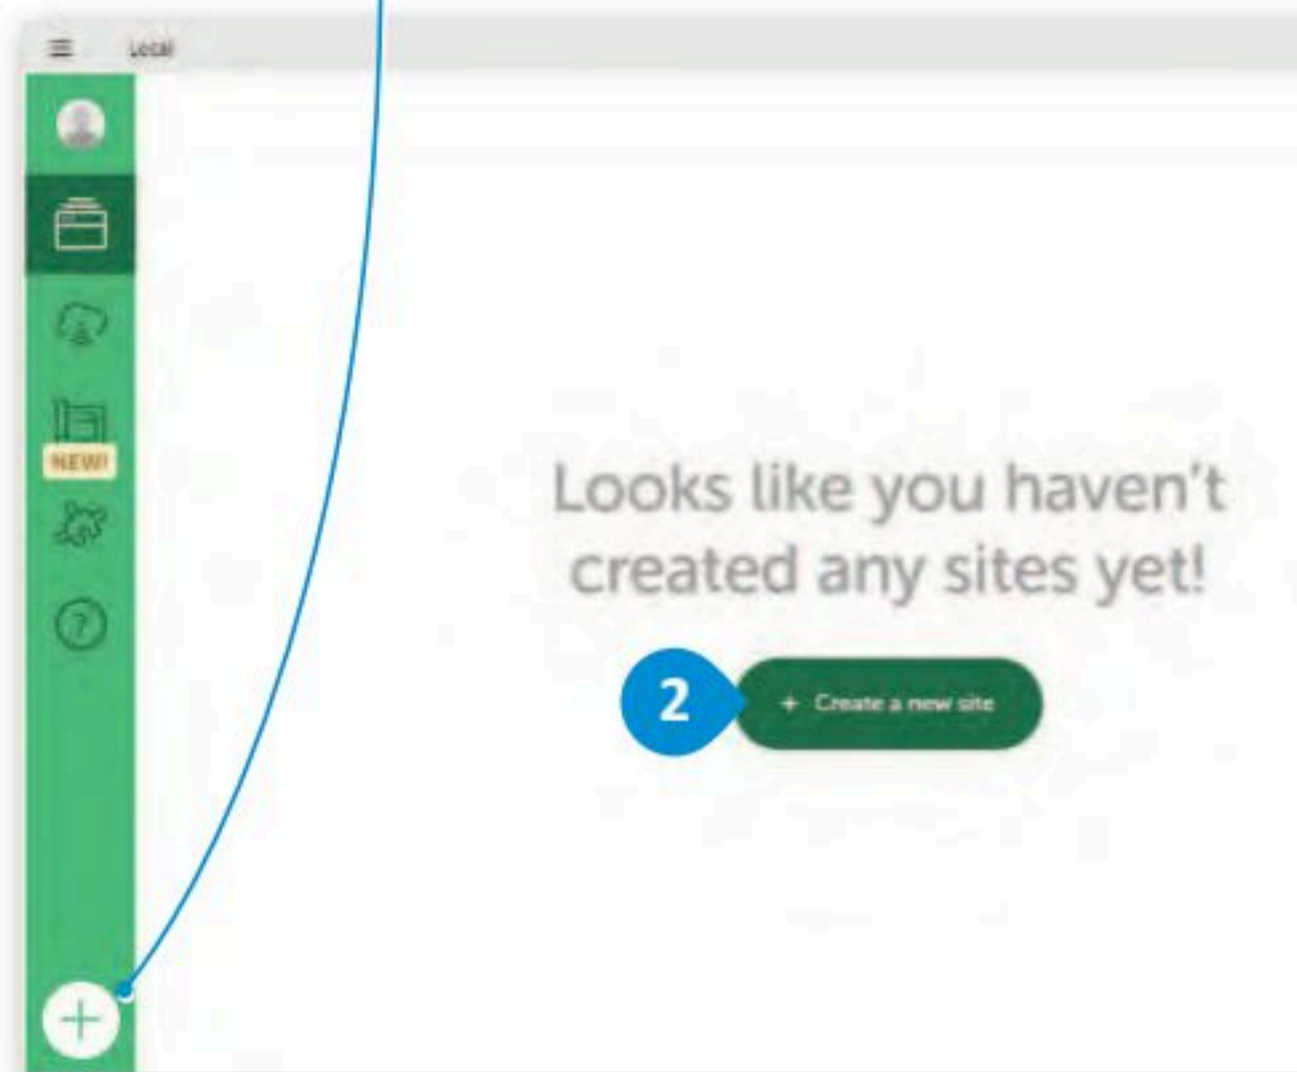 Local
NEW!
Looks like you haven't
created any sites yet!
2
+ Create a new site